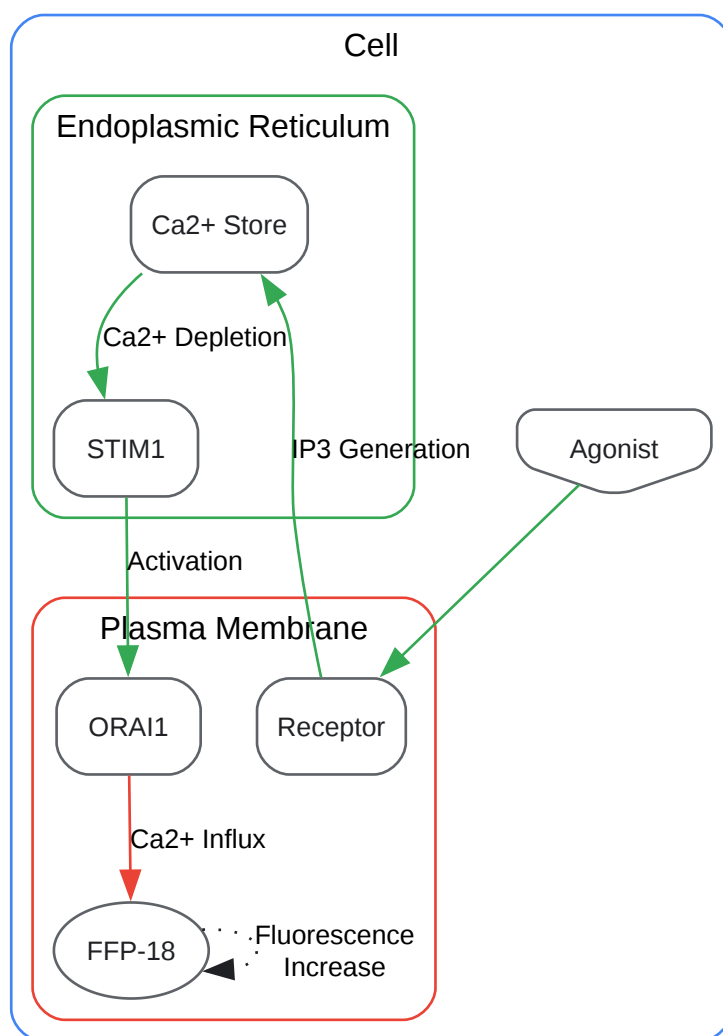 Cell
Endoplasmic Reticulum
Ca2+ Store
Ca2+ Depletion
STIM1
IP3 Generation
Agonist
Activation
Plasma Membrane
ORAI1
Receptor
Ca2+ Influx
FFP-18
Fluorescence
Increase